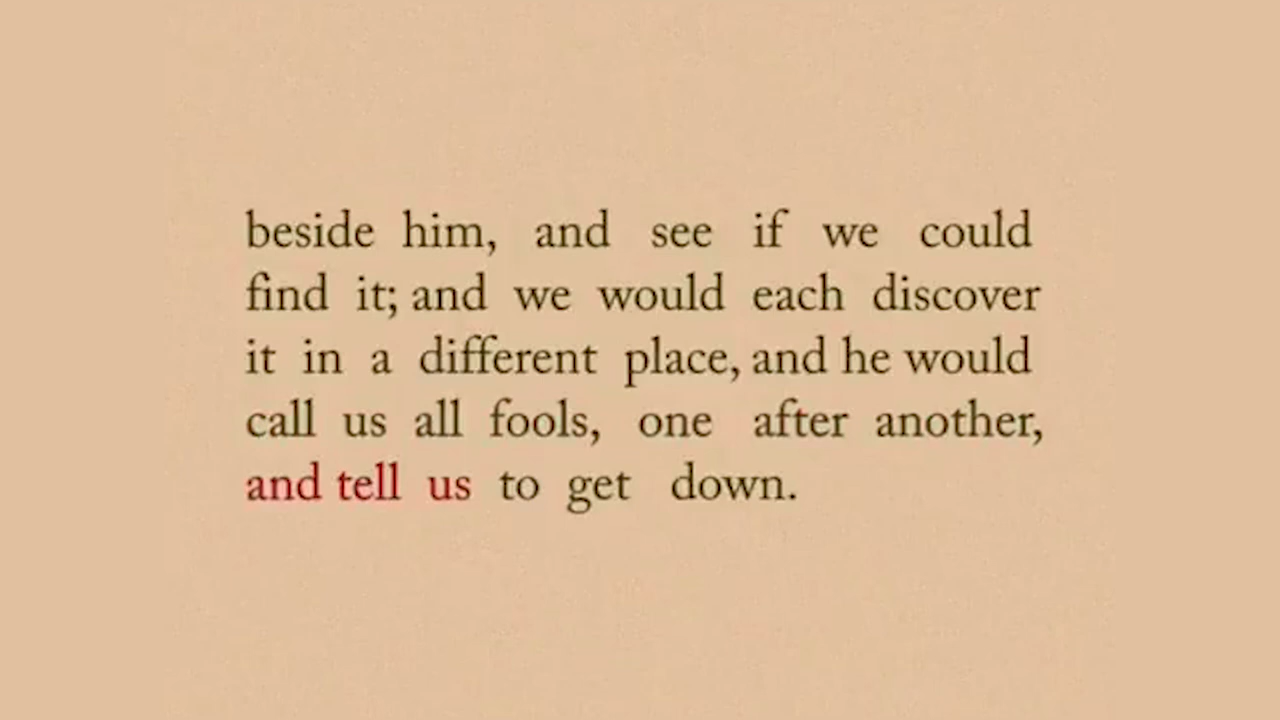 beside him, and see if we could
find it; and we would each discover
it in a different place, and he would
call us all fools, one after another,
and tell us to get down.